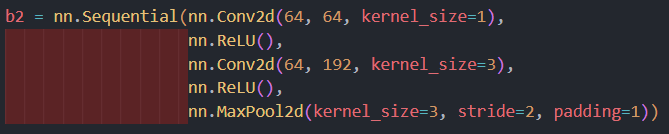 b2 = nn.Sequential(nn.Conv2d(64, 64, kernel_size=1),
nn.ReLU(),
nn.Conv2d(64, 192, kernel_size=3),
nn.ReLU(),
nn.MaxPool2d(kernel_size=3, stride=2, padding=1))